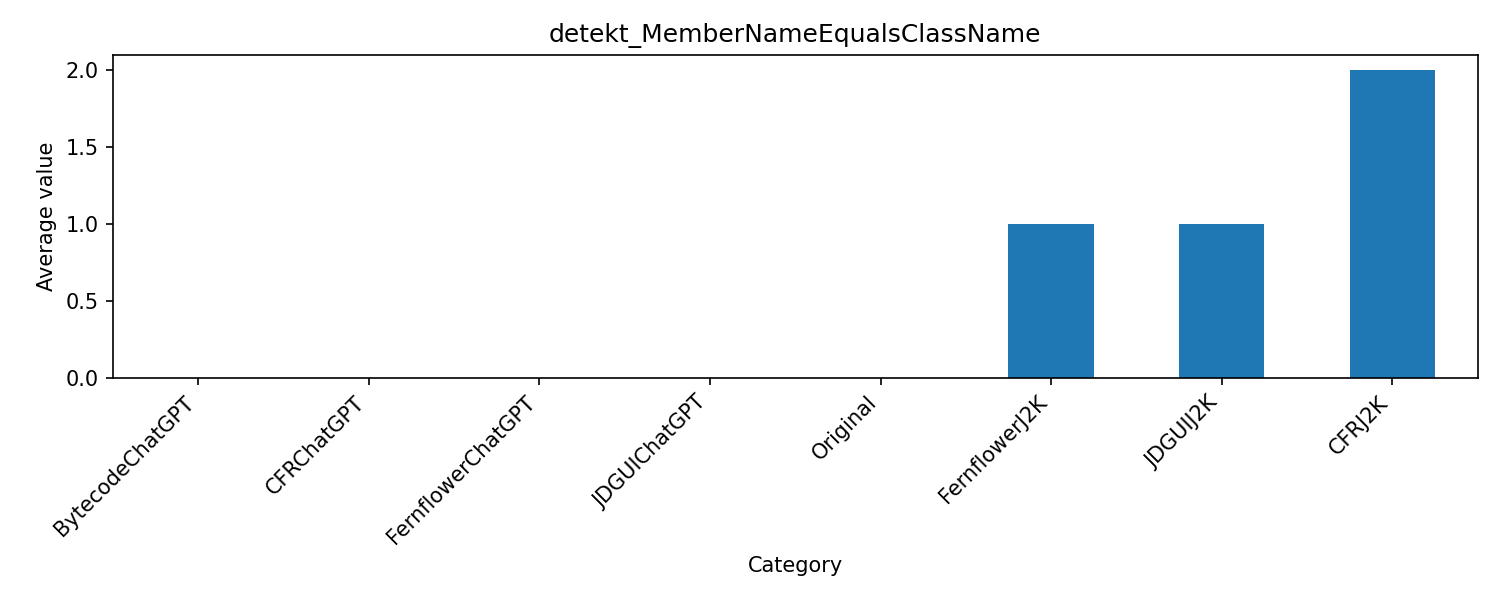 detekt_MemberNameEqualsClassName
Average value
2.0
1.5
1.0
0.5
0.0
BytecodeChatGPT
CFRChatGPT
FernflowerChatGPT
JDGUIChatGPT
Original
FernflowerJ2K
JDGUIJ2K
CFRJ2K
Category